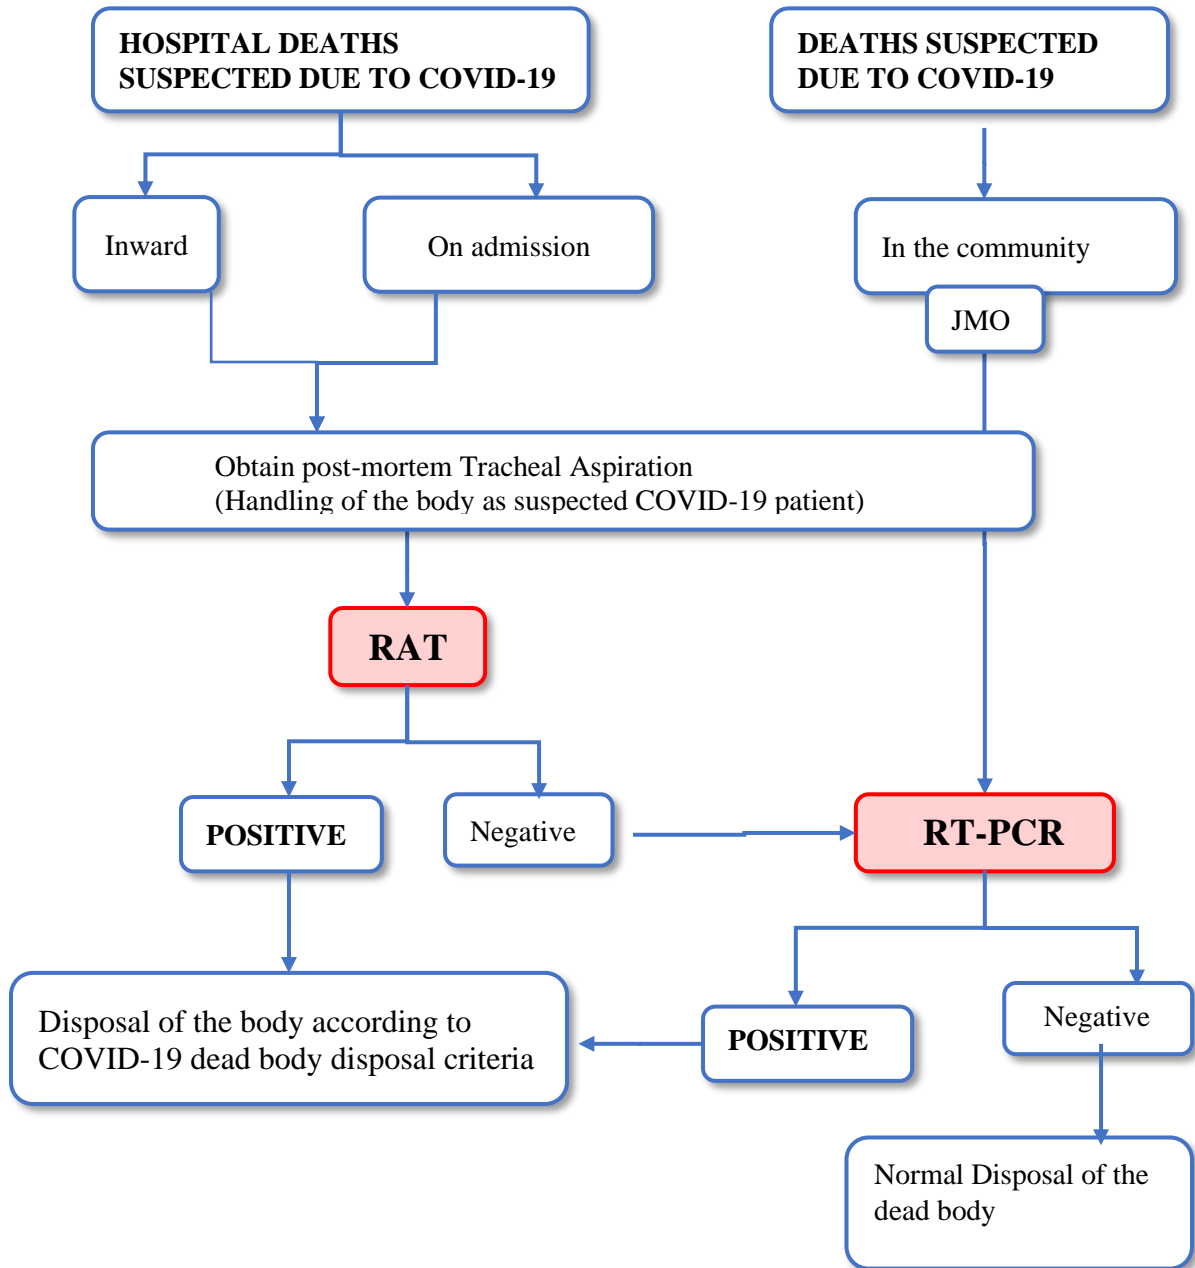 HOSPITAL DEATHS
SUSPECTED DUE TO COVID-19
DEATHS SUSPECTED
DUE TO COVID-19
Inward
On admission
In the community
JMO
Obtain post-mortem Tracheal Aspiration
(Handling of the body as suspected COVID-19 patient)
RAT
POSITIVE
Negative
RT-PCR
Disposal of the body according to
COVID-19 dead body disposal criteria
POSITIVE
Negative
Normal Disposal of the
dead body